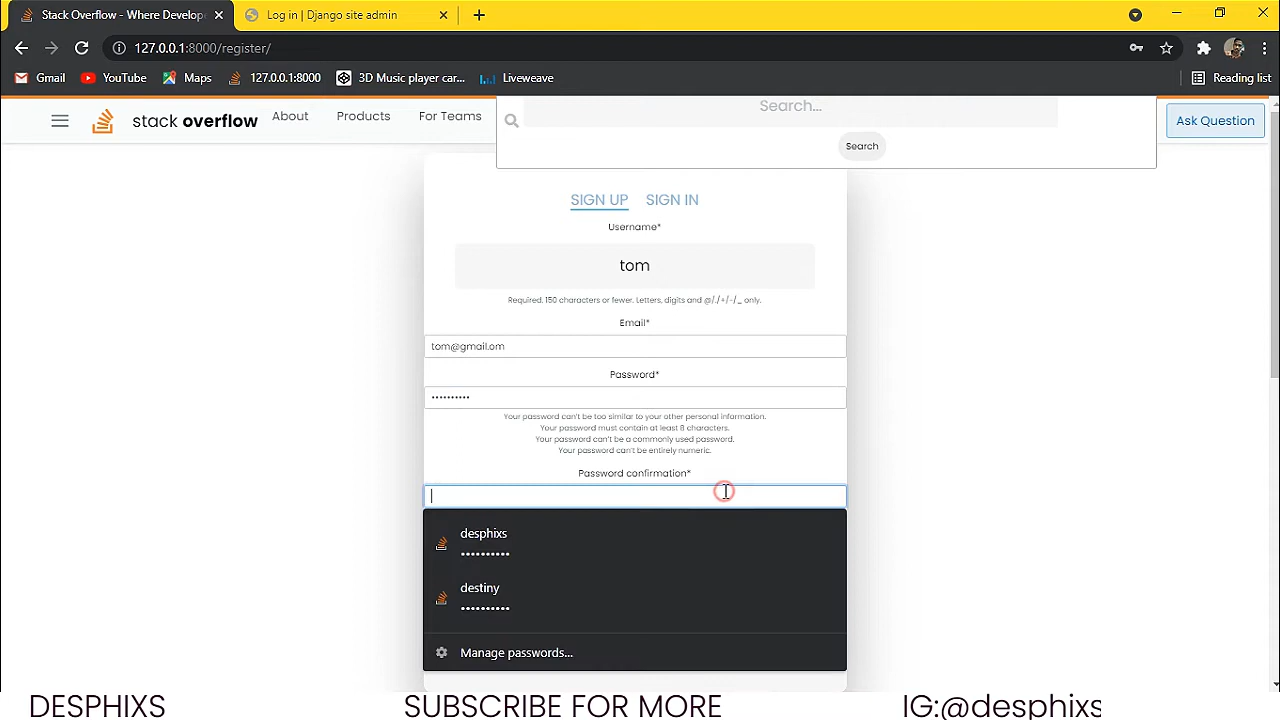 Stack Overflow - Where Develop
Log in | Django site admin
127.0.0.1:8000/register/
Gmail
YouTube
Maps
127.0.0.1:8000
3D Music player car...
Liveweave
Reading list
stack overflow
About
Products
For Teams
Search...
Search
Ask Question
SIGN UP SIGN IN
Username*
tom
Required. 150 characters or fewer. Letters, digits and @/./+/-/_ only.
Email*
tom@gmail.om
Password*
••••••••••
Your password can't be too similar to your other personal information.
Your password must contain at least 8 characters.
Your password can't be a commonly used password.
Your password can't be entirely numeric.
Password confirmation*
desphixs
••••••••••
destiny
••••••••••
Manage passwords...
DESPHIXS
SUBSCRIBE FOR MORE
IG:@desphixs